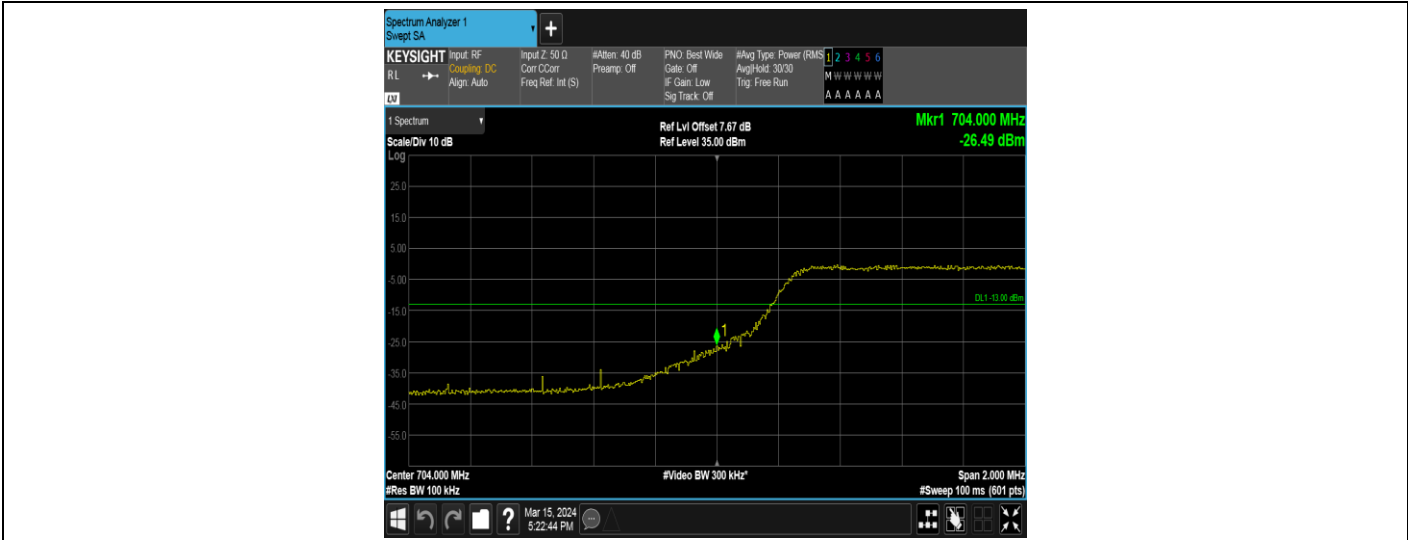 Spectrum Analyzer 1
Swept SA
+
KEYSIGHT Input: RF Input Z: 50 Ω #Atten: 40 dB PNO: Best Wide #Avg Type: Power (RMS 1 2 3 4 5 6
RL Coupling: DC Corr CCorr Preamp: Off Gate: Off Avg|Hold: 30/30 M W W W W W
Align: Auto Freq Ref: Int (S) IF Gain: Low Trig: Free Run
LXI Sig Track: Off A A A A A A
1 Spectrum Ref Lvl Offset 7.67 dB Mkr1 704.000 MHz
Scale/Div 10 dB Ref Level 35.00 dBm -26.49 dBm
Log
25.0
15.0
5.00
-5.00
DL1 -13.00 dBm
-15.0
1
-25.0
-35.0
-45.0
-55.0
Center 704.000 MHz #Video BW 300 kHz* Span 2.000 MHz
#Res BW 100 kHz #Sweep 100 ms (601 pts)
? Mar 15, 2024
5:22:44 PM